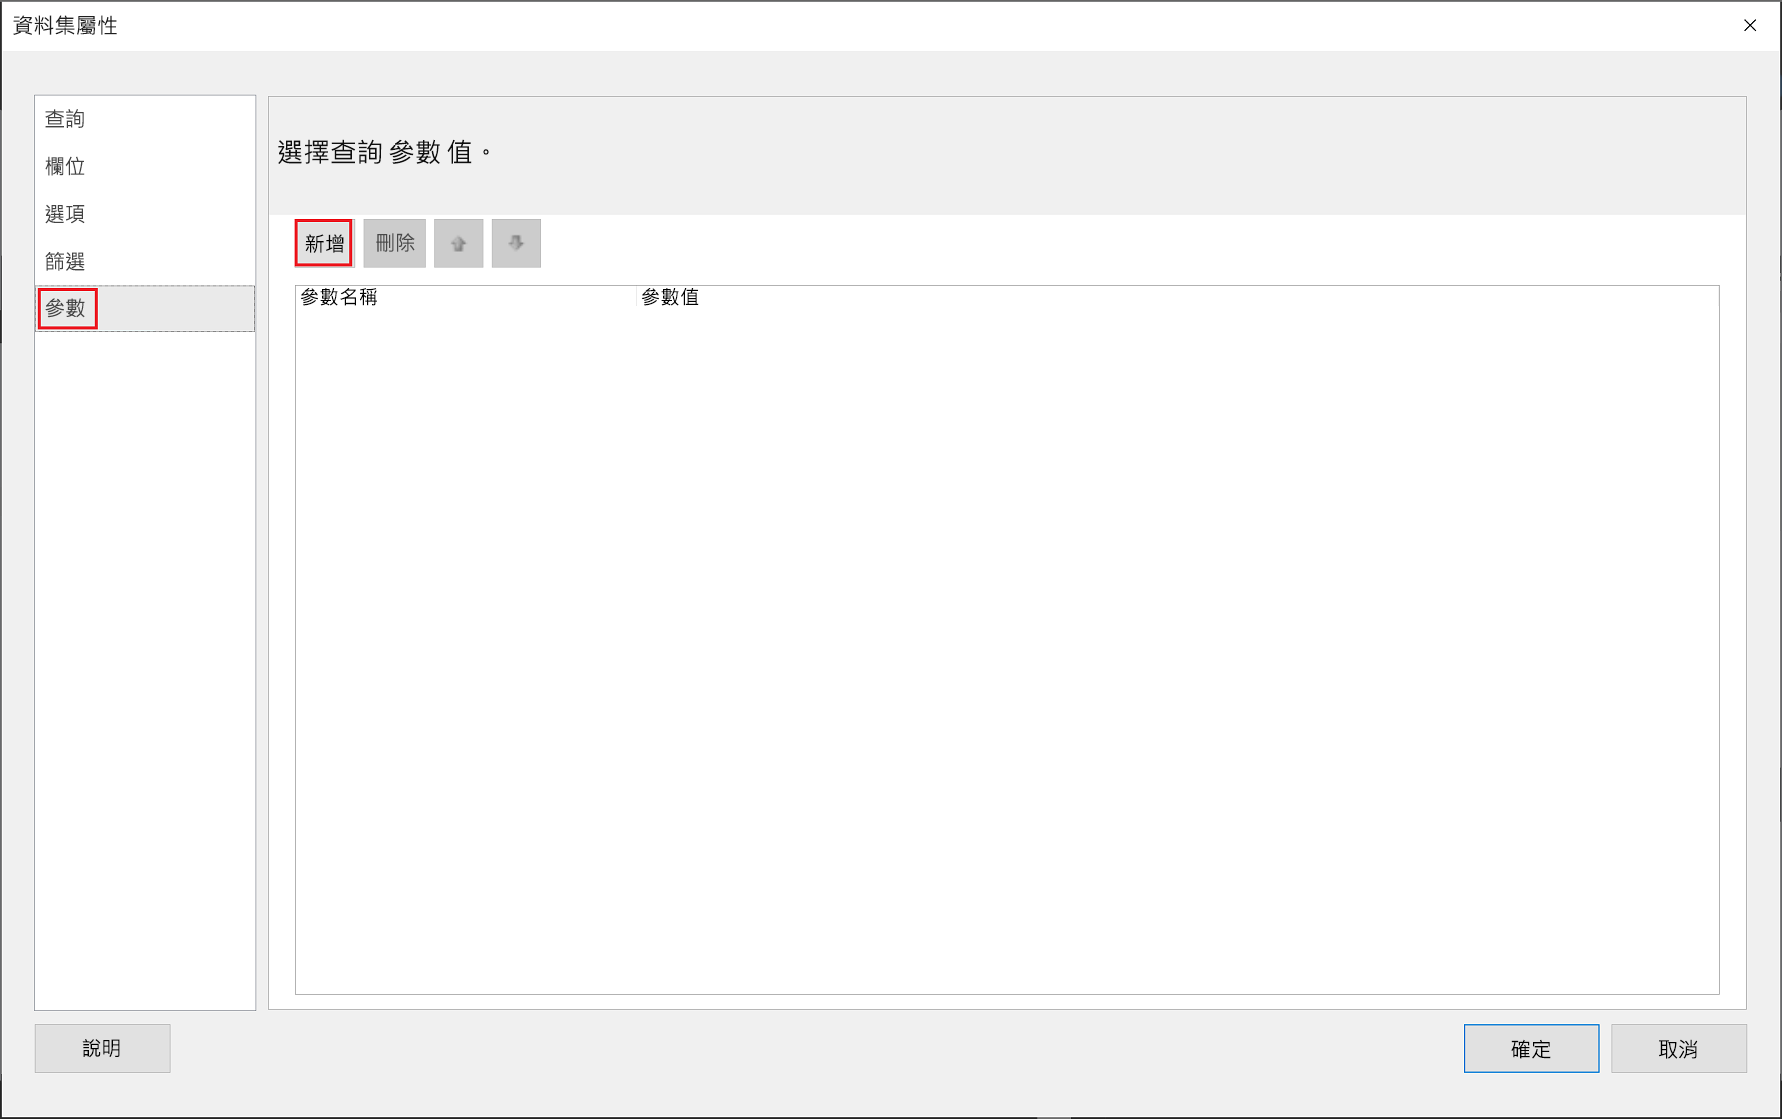 資料集屬性
查詢
欄位
選項
篩選
參數
選擇查詢 參數 值。
新增 刪除
參數名稱 參數值
說明 確定 取消